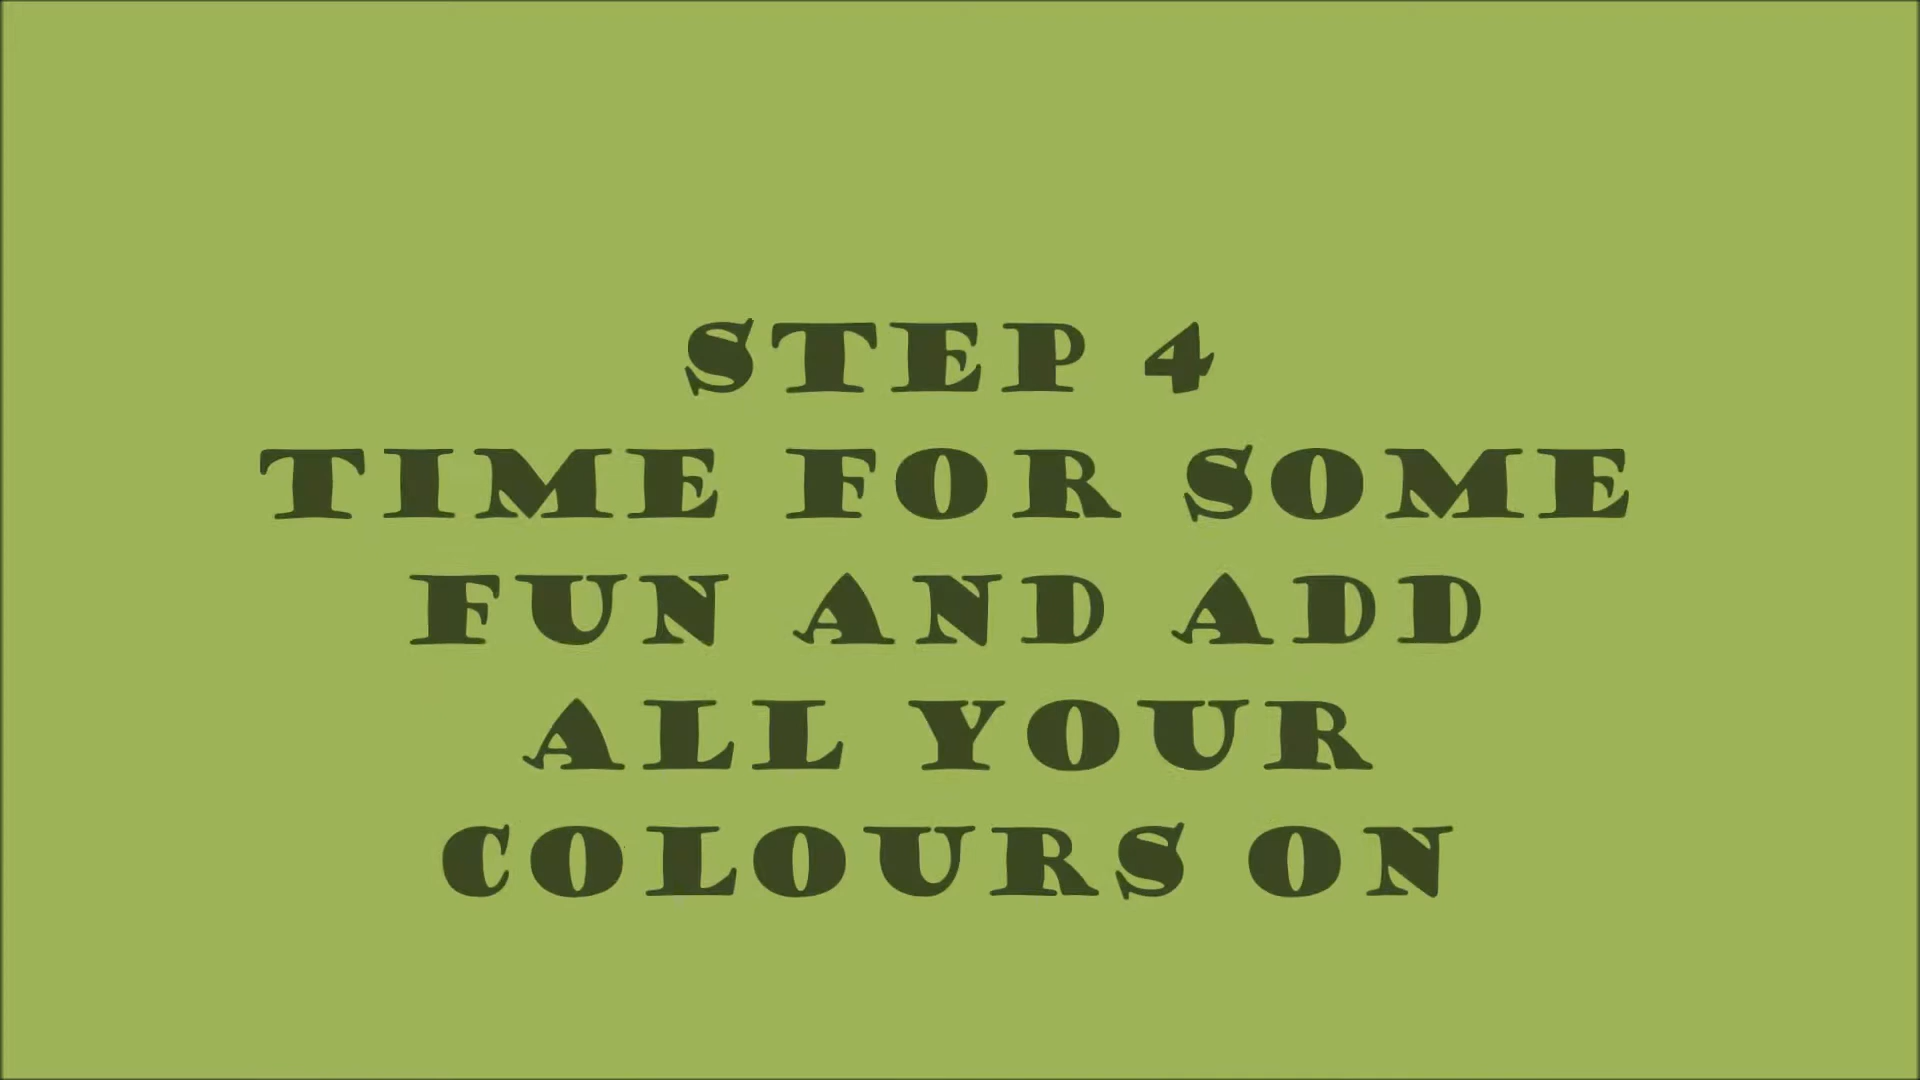 STEP 4
TIME FOR SOME
FUN AND ADD
ALL YOUR
COLOURS ON